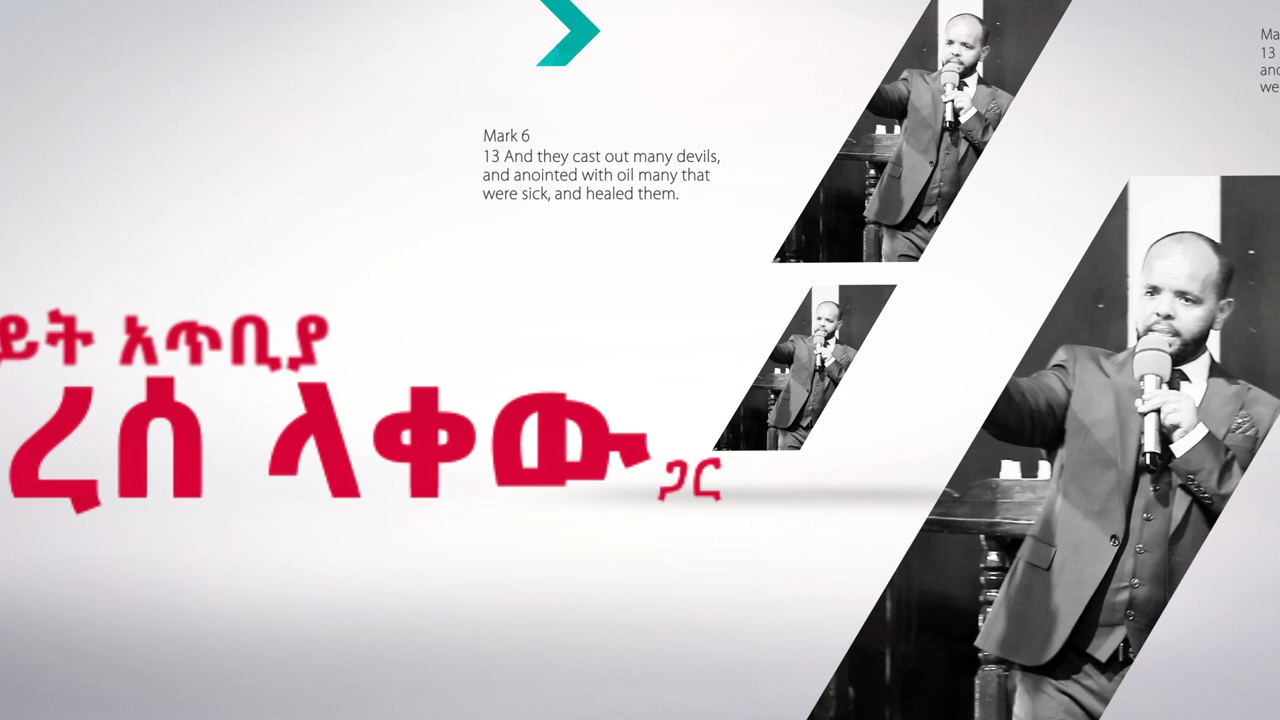 Mark 6
13 And they cast out many devils,
and anointed with oil many that
were sick, and healed them.
13
ይት አጥቢያ
ረሰ ላቀው ጋር